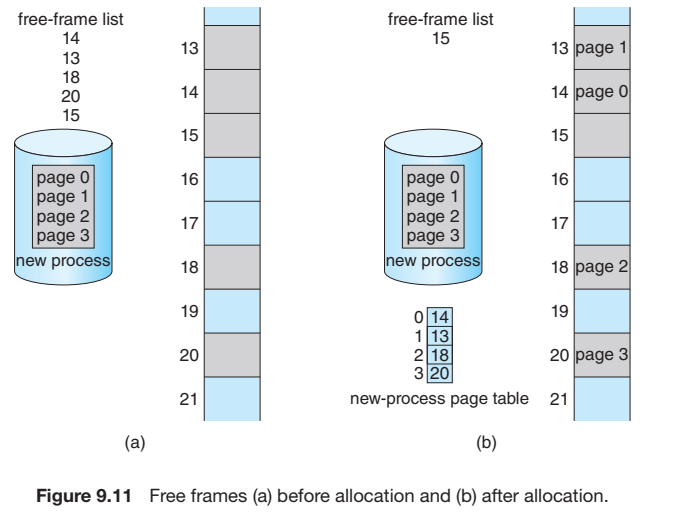 free-frame list
14
13
18
20
15
page 0
page 1
page 2
page 3
new process
13
14
15
16
17
18
19
20
21
(a)
free-frame list
15
page 0
page 1
page 2
page 3
new process
0 14
1 13
2 18
3 20
new-process page table
13 page 1
14 page 0
15
16
17
18 page 2
19
20 page 3
21
(b)
Figure 9.11 Free frames (a) before allocation and (b) after allocation.